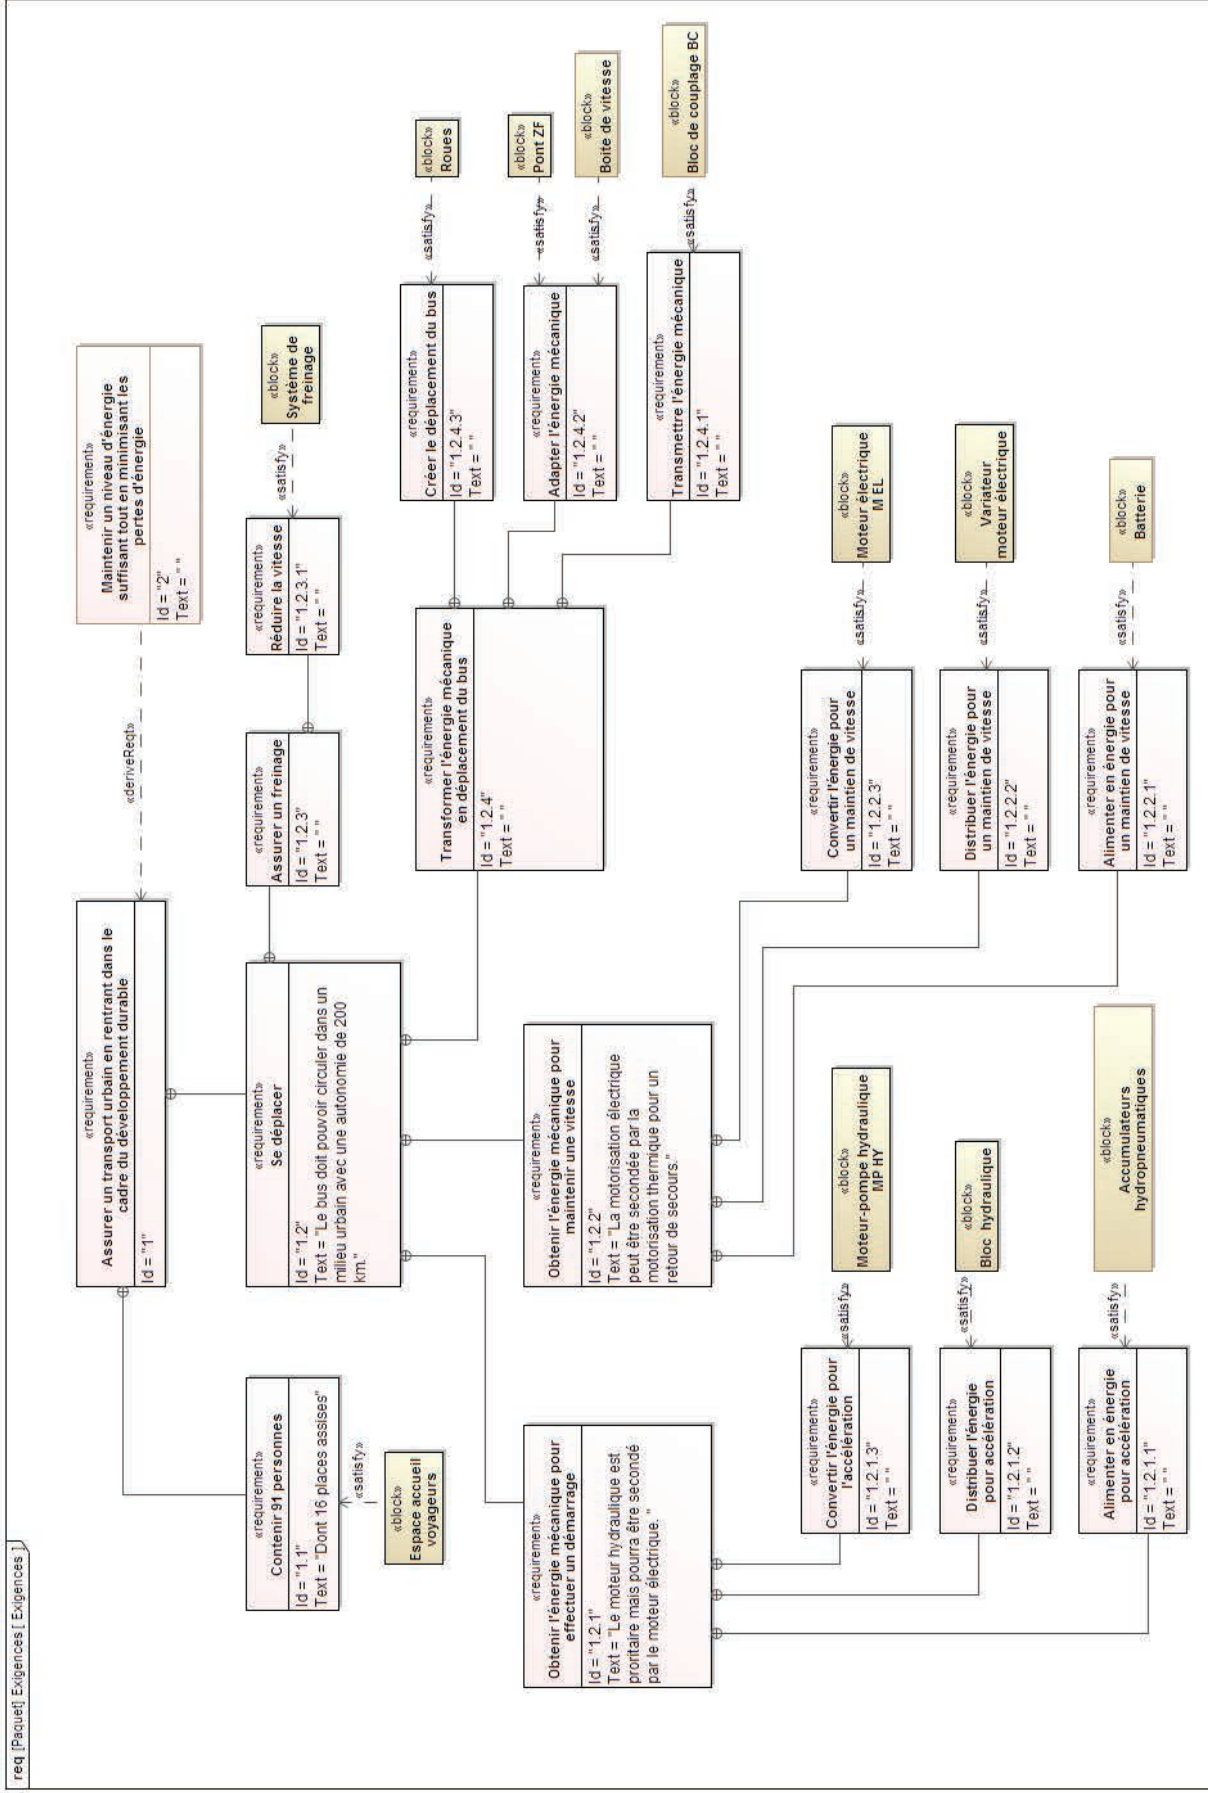 req [Paquet] Exigences [ Exigences ]
«requirement»
Assurer un transport urbain en rentrant dans le
cadre du développement durable
Id = "1"
«deriveReqt»
«requirement»
Maintenir un niveau d'énergie
suffisant tout en minimisant les
pertes d'énergie
Id = "2"
Text = " "
«requirement»
Contenir 91 personnes
Id = "1.1"
Text = "Dont 16 places assises"
«satisfy»
«block»
Espace accueil
voyageurs
«requirement»
Se déplacer
Id = "1.2"
Text = "Le bus doit pouvoir circuler dans un
milieu urbain avec une autonomie de 200
km."
«requirement»
Assurer un freinage
Id = "1.2.3"
Text = " "
«requirement»
Réduire la vitesse
Id = "1.2.3.1"
Text = " "
«satisfy»
«block»
Système de
freinage
«requirement»
Transformer l'énergie mécanique
en déplacement du bus
Id = "1.2.4"
Text = " "
«requirement»
Créer le déplacement du bus
Id = "1.2.4.3"
Text = " "
«satisfy»
«block»
Roues
«requirement»
Adapter l'énergie mécanique
Id = "1.2.4.2"
Text = " "
«satisfy»
«block»
Pont ZF
«satisfy»
«block»
Boite de vitesse
«requirement»
Transmettre l'énergie mécanique
Id = "1.2.4.1"
Text = " "
«satisfy»
«block»
Bloc de couplage BC
«requirement»
Obtenir l'énergie mécanique pour
effectuer un démarrage
Id = "1.2.1"
Text = "Le moteur hydraulique est
proritaire mais pourra être secondé
par le moteur électrique. "
«requirement»
Obtenir l'énergie mécanique pour
maintenir une vitesse
Id = "1.2.2"
Text = "La motorisation électrique
peut être secondée par la
motorisation thermique pour un
retour de secours."
«requirement»
Convertir l'énergie pour
l'accélération
Id = "1.2.1.3"
Text = " "
«satisfy»
«block»
Moteur-pompe hydraulique
MP HY
«requirement»
Convertir l'énergie pour
un maintien de vitesse
Id = "1.2.2.3"
Text = " "
«satisfy»
«block»
Moteur électrique
M EL
«requirement»
Distribuer l'énergie
pour accélération
Id = "1.2.1.2"
Text = " "
«satisfy»
«block»
Bloc hydraulique
«requirement»
Distribuer l'énergie pour
un maintien de vitesse
Id = "1.2.2.2"
Text = " "
«satisfy»
«block»
Variateur
moteur électrique
«requirement»
Alimenter en énergie
pour accélération
Id = "1.2.1.1"
Text = " "
«satisfy»
«block»
Accumulateurs
hydropneumatiques
«requirement»
Alimenter en énergie pour
un maintien de vitesse
Id = "1.2.2.1"
Text = " "
«satisfy»
«block»
Batterie